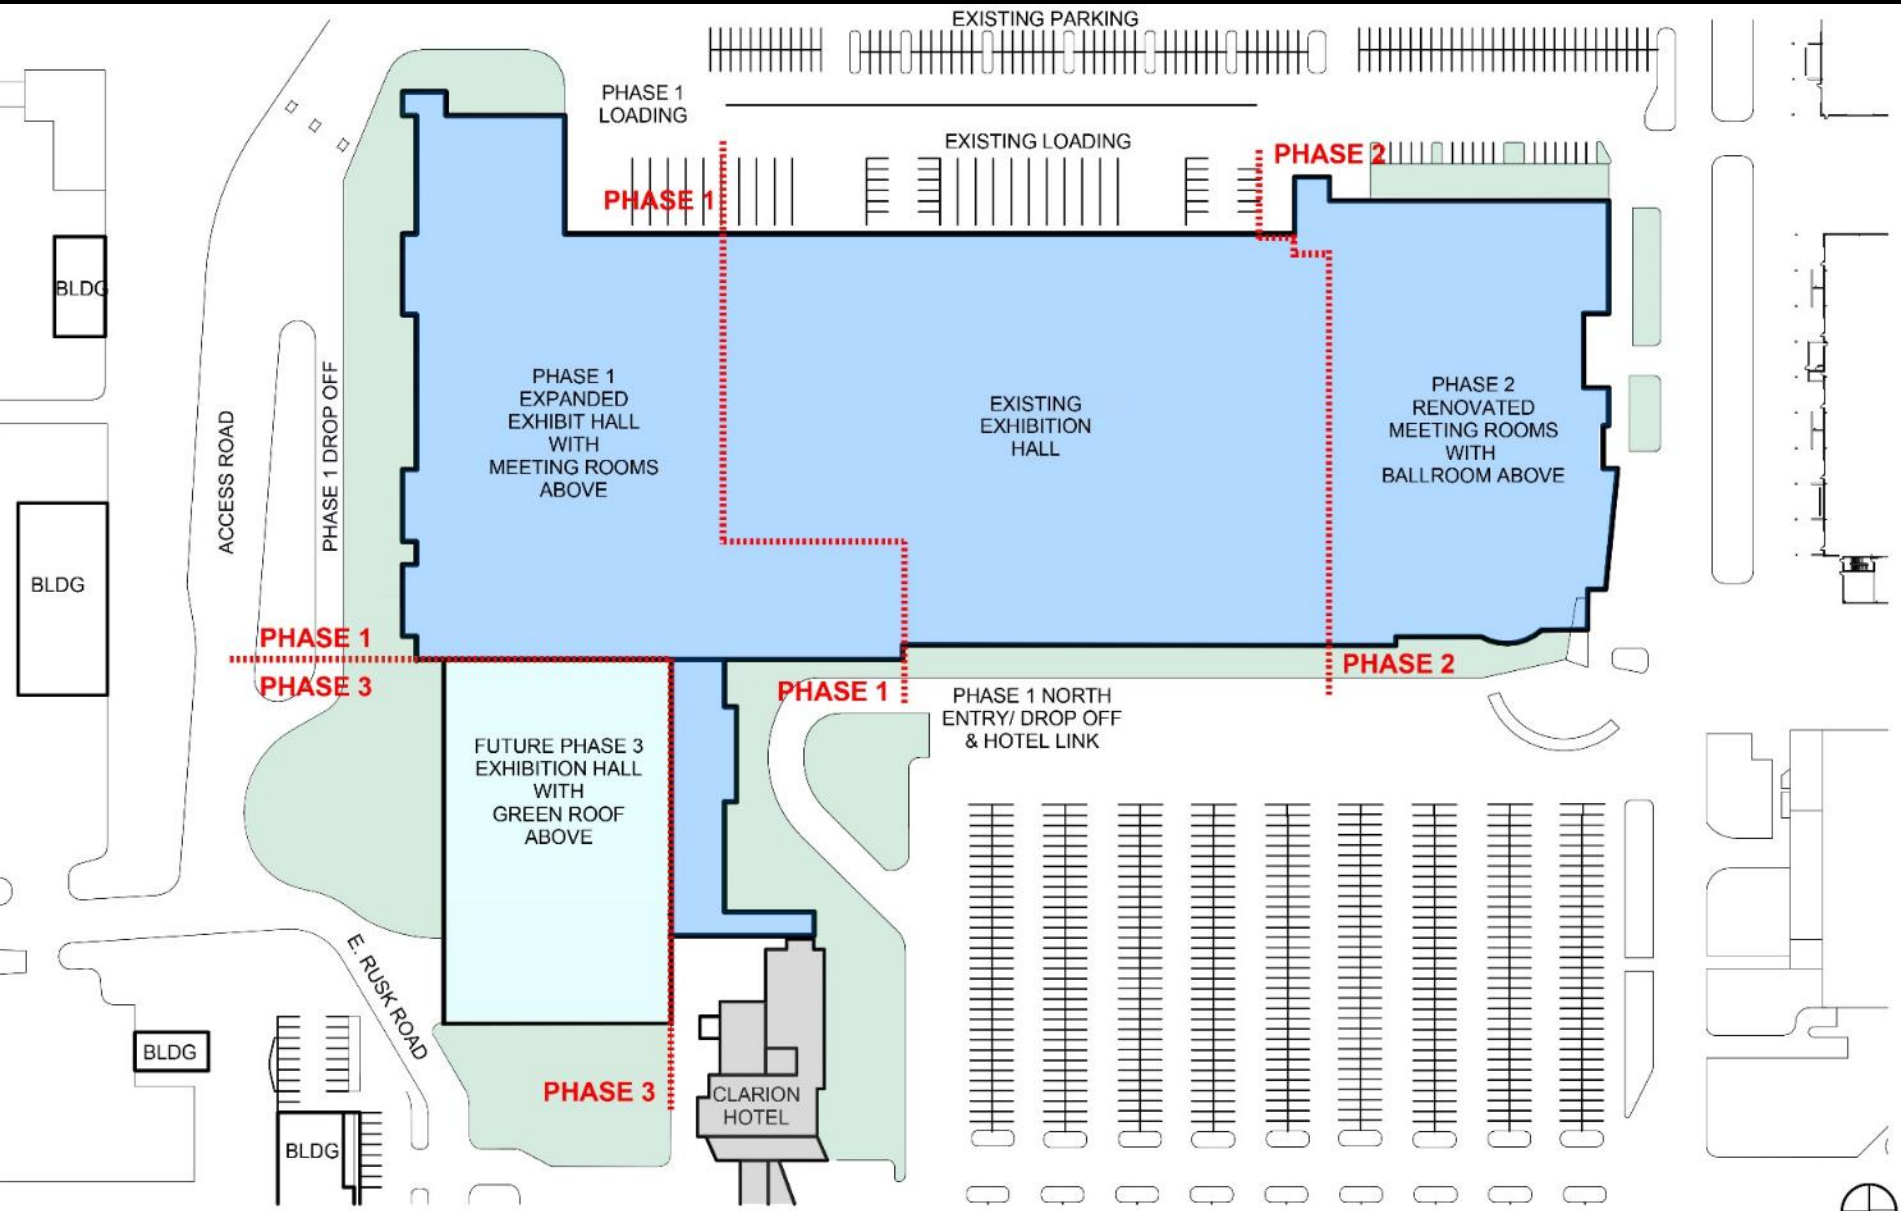 EXISTING PARKING
PHASE 1
LOADING
EXISTING LOADING
PHASE 2
PHASE 1
BLDG
PHASE 1
EXPANDED
EXHIBIT HALL
WITH
MEETING ROOMS
ABOVE
EXISTING
EXHIBITION
HALL
PHASE 2
RENOVATED
MEETING ROOMS
WITH
BALLROOM ABOVE
ACCESS ROAD
PHASE 1 DROP OFF
BLDG
PHASE 1
PHASE 3
PHASE 1
PHASE 2
PHASE 1 NORTH
ENTRY/ DROP OFF
& HOTEL LINK
FUTURE PHASE 3
EXHIBITION HALL
WITH
GREEN ROOF
ABOVE
E. RUSK ROAD
BLDG
PHASE 3
CLARION
HOTEL
BLDG